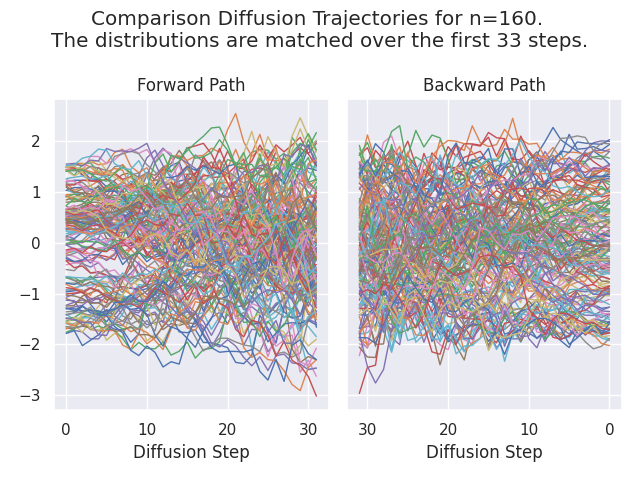 Comparison Diffusion Trajectories for n=160.
The distributions are matched over the first 33 steps.
Forward Path
Backward Path
2
1
0
−1
−2
−3
0 10 20 30
30 20 10 0
Diffusion Step
Diffusion Step